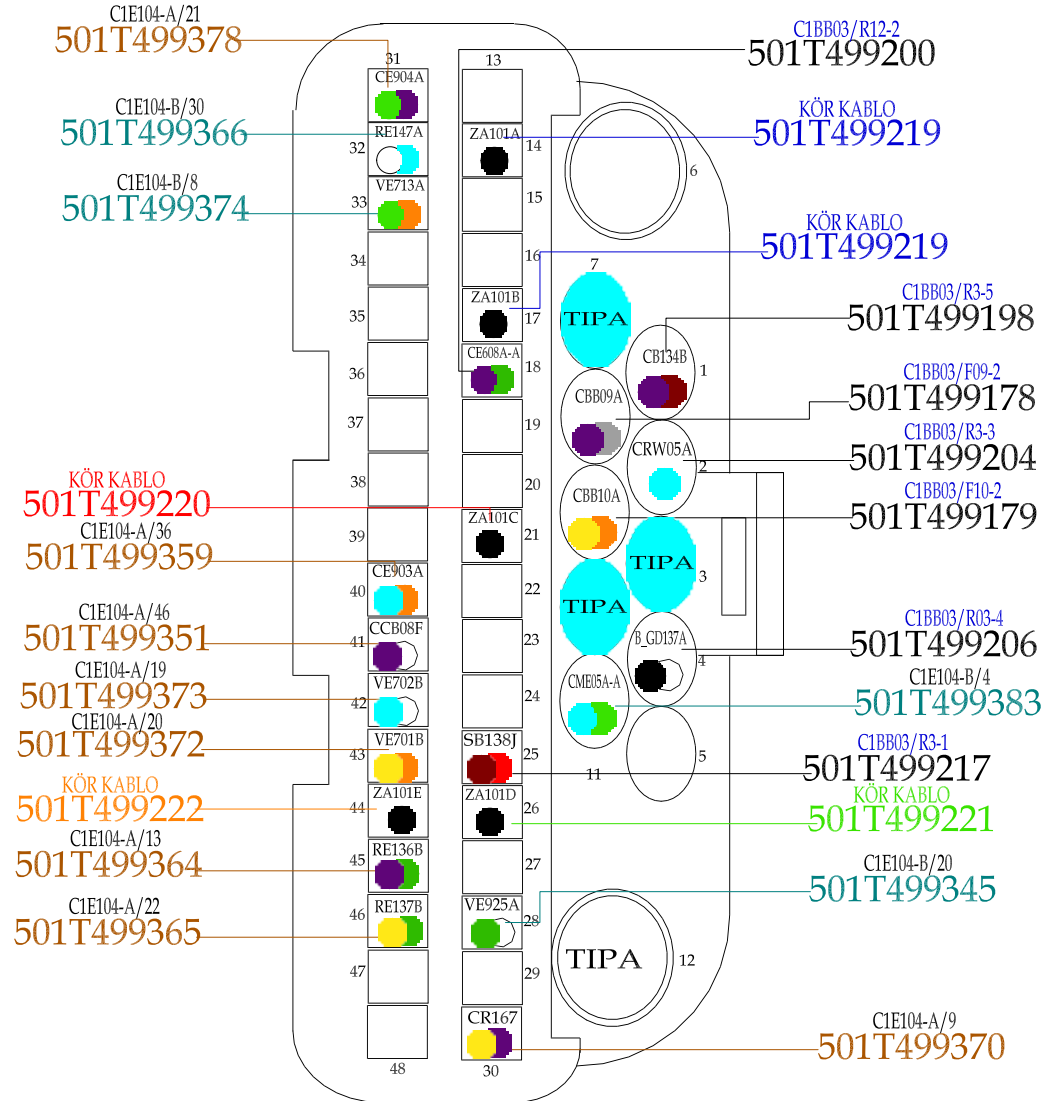 C1E104-A/21
501T499378
C1E104-B/30
501T499366
C1E104-B/8
501T499374
KÖR KABLO
501T499220
C1E104-A/36
501T499359
C1E104-A/46
501T499351
C1E104-A/19
501T499373
C1E104-A/20
501T499372
KÖR KABLO
501T499222
C1E104-A/13
501T499364
C1E104-A/22
501T499365
31
CE904A
32
RE147A
33
VE713A
34
35
36
37
38
39
40
CE903A
41
CCB08F
42
VE702B
43
VE701B
44
ZA101E
45
RE136B
46
RE137B
47
48
13
ZA101A
14
15
16
ZA101B
17
CE608A-A
18
19
20
ZA101C
21
22
23
24
SB138J
25
ZA101D
26
27
VE925A
28
29
CR167
30
6
7
TIPA
CB134B
1
CBB09A
CRW05A
2
CBB10A
TIPA
3
TIPA
B_GD137A
4
CME05A-A
5
11
TIPA
12
C1BB03/R12-2
501T499200
KÖR KABLO
501T499219
KÖR KABLO
501T499219
C1BB03/R3-5
501T499198
C1BB03/F09-2
501T499178
C1BB03/R3-3
501T499204
C1BB03/F10-2
501T499179
C1BB03/R03-4
501T499206
C1E104-B/4
501T499383
C1BB03/R3-1
501T499217
KÖR KABLO
501T499221
C1E104-B/20
501T499345
C1E104-A/9
501T499370